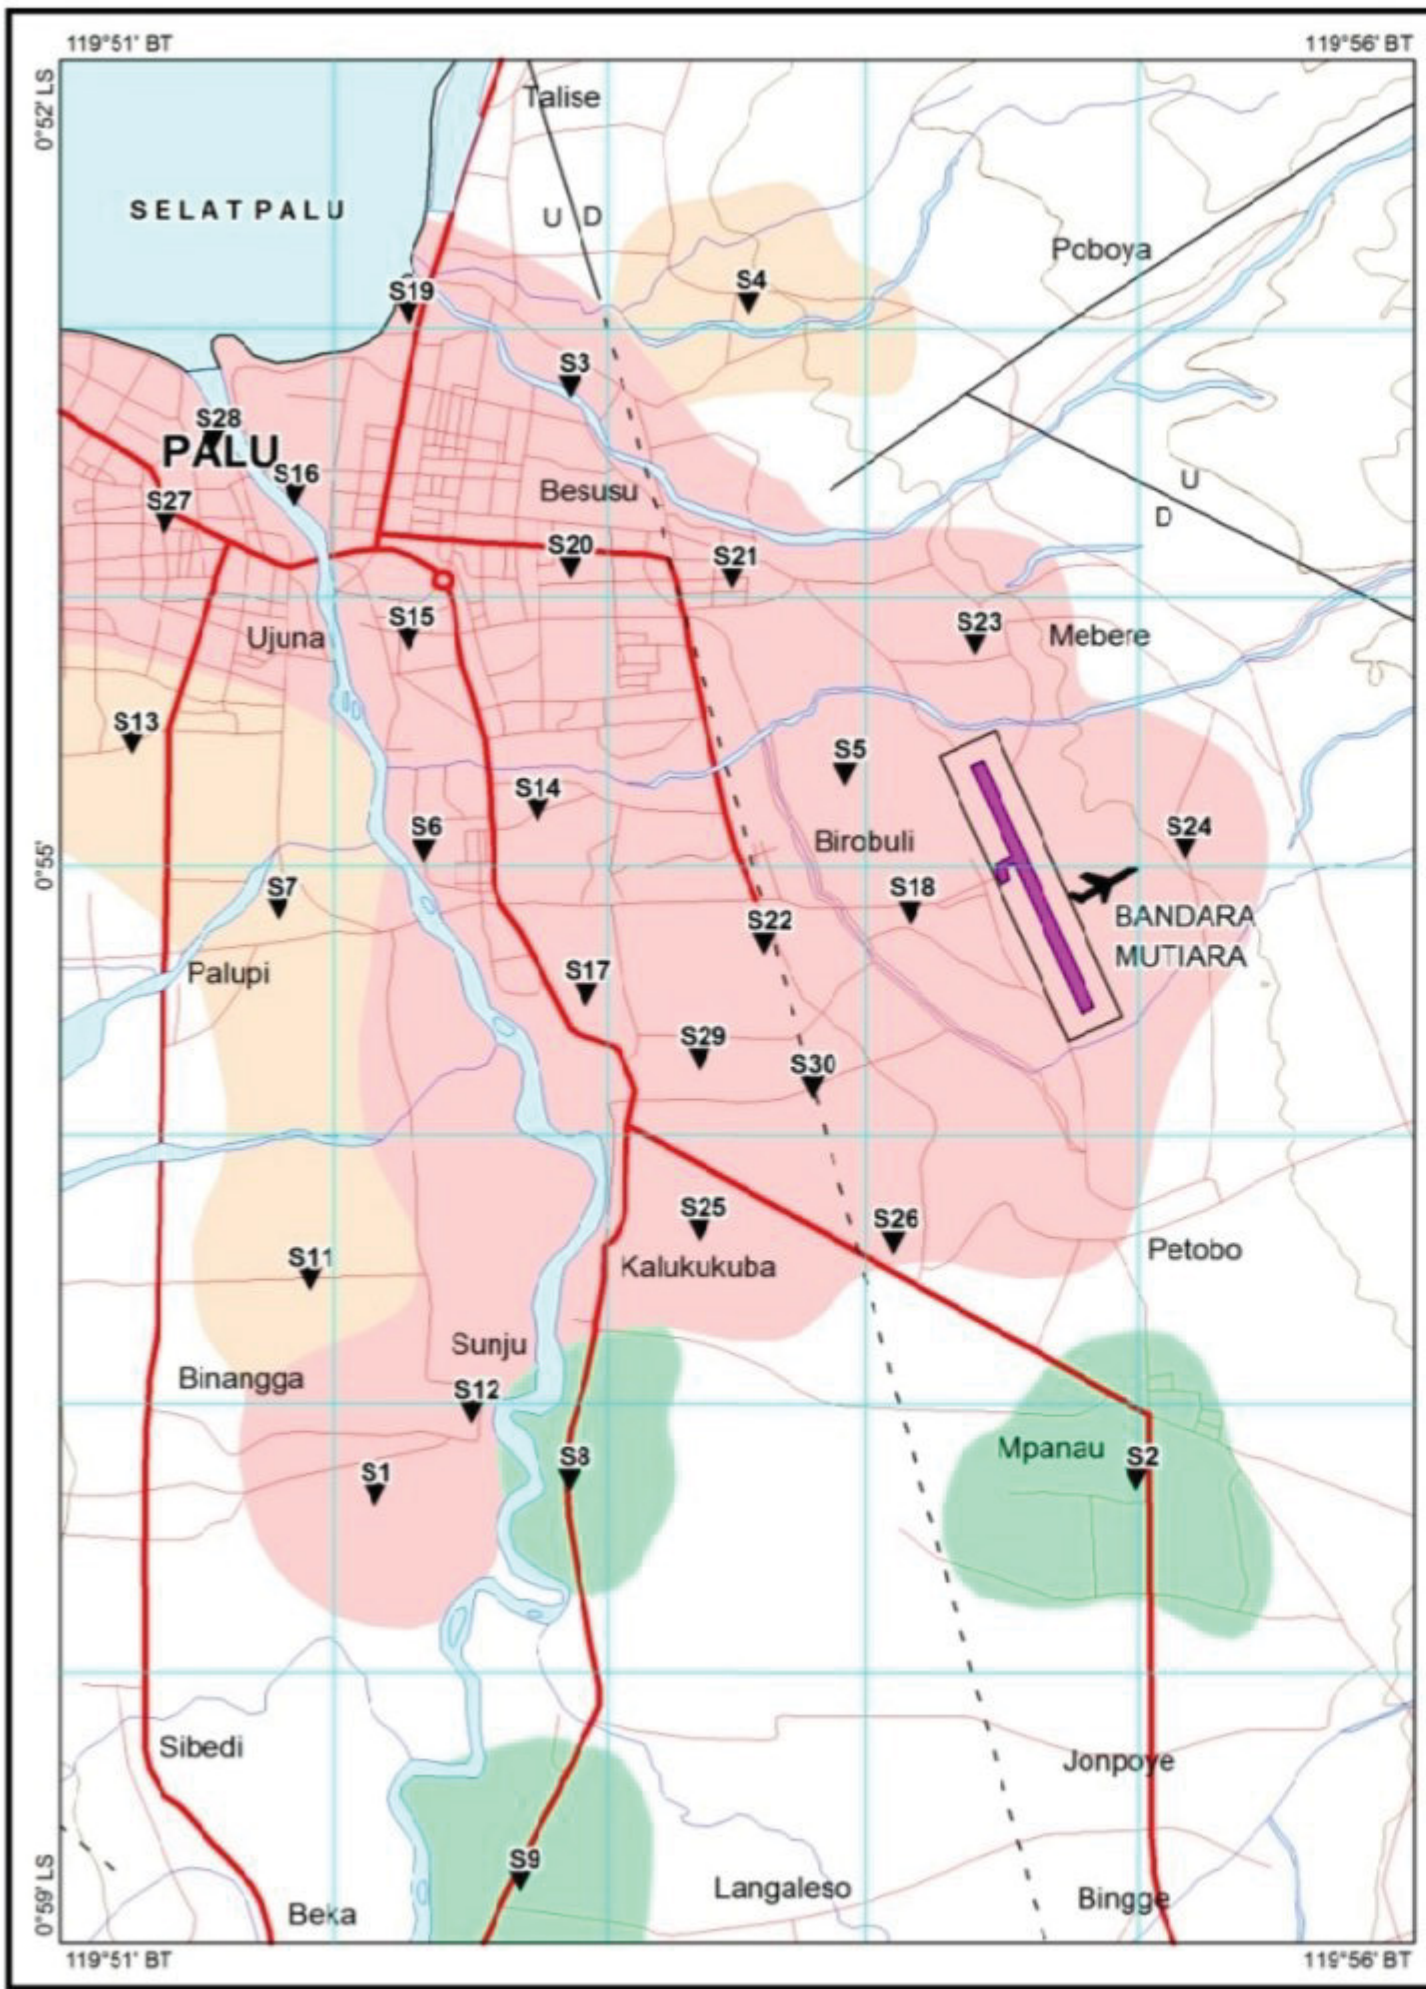 119°51' BT
119°56' BT
0°52' LS
Talise
SELAT PALU
U D
Poboya
S4
S19
S3
S28
PALU
S16
Besusu
U
S27
D
S20
S21
S15
Ujuna
S23
Mebere
S13
S5
S14
S6
Birobuli
S24
0°55'
S7
S18
S22
BANDARA
MUTIARA
Palupi
S17
S29
S30
S25
S26
Petobo
S11
Kalukukuba
Sunju
Binangga
S12
Mpanau
S8
S2
S1
Sibedi
Jonpoye
S9
Langaleso
Bingge
Beka
0°59' LS
119°51' BT
119°56' BT